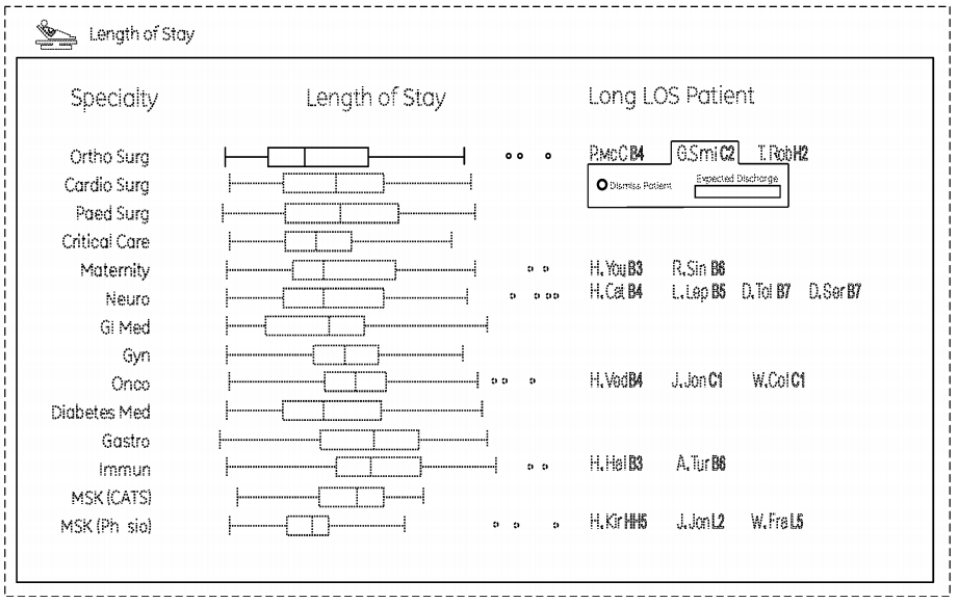 Length of Stay
Specialty Length of Stay Long LOS Patient
Ortho Surg P.McC B4 G.Smi C2 T.Rob H2
Cardio Surg
Dismiss Patient Expected Discharge
Paed Surg
Critical Care
Maternity H.You B3 R.Sin B6
Neuro H.Cal B4 L.Lep B5 D.Tol B7 D.Ser B7
GI Med
Gyn
Onco H.Ved B4 J.Jon C1 W.Col C1
Diabetes Med
Gastro
Immun H.Hel B3 A.Tur B6
MSK (CATS)
MSK (Ph sio) H.Kir HH5 J.Jon L2 W.Fre L5